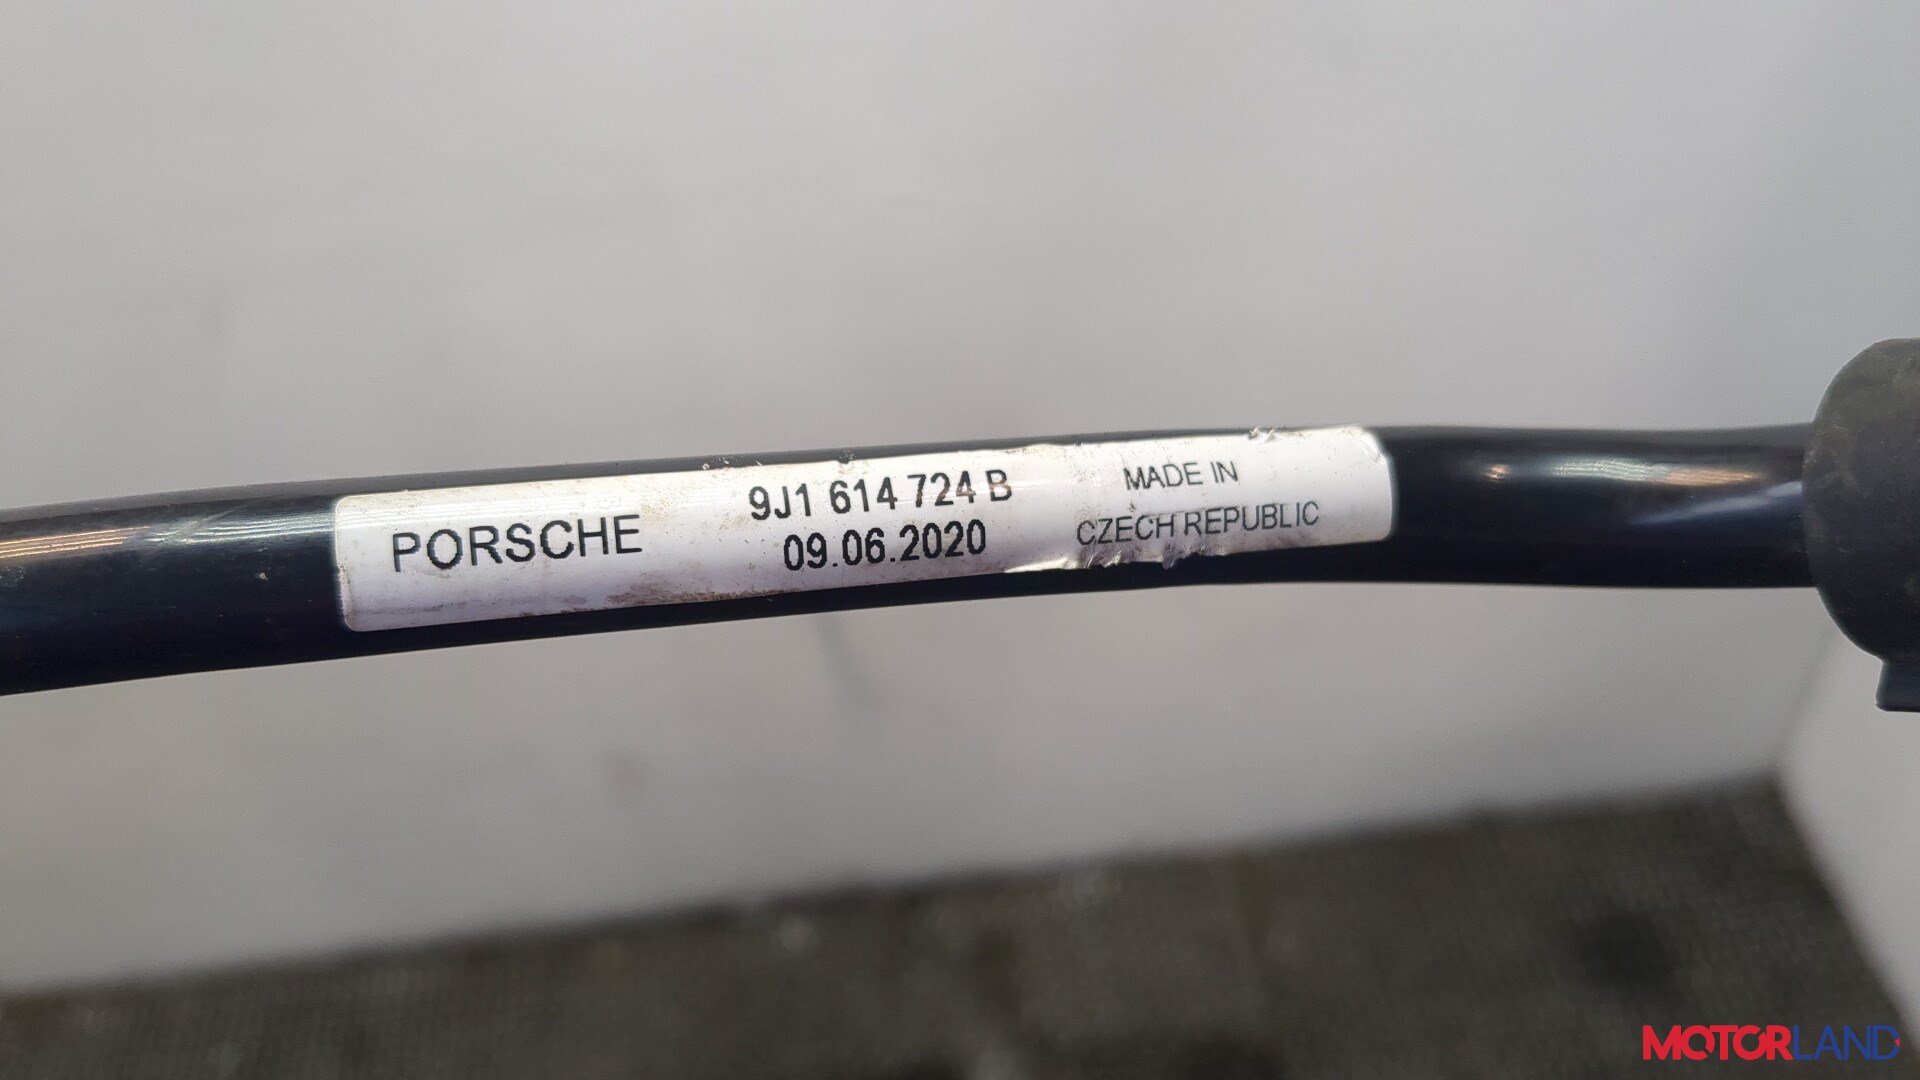 PORSCHE
9J1 614 724 B
09.06.2020
MADE IN
CZECH REPUBLIC
MOTORLAND